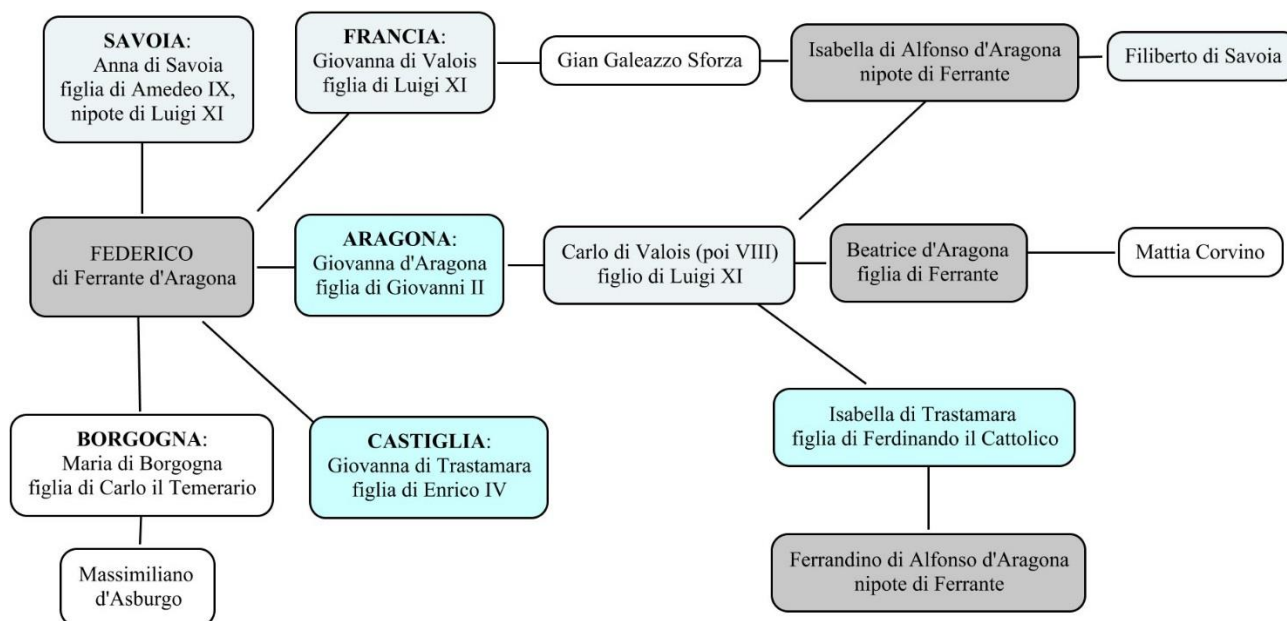 SAVOIA:
Anna di Savoia
figlia di Amedeo IX,
nipote di Luigi XI
FRANCIA:
Giovanna di Valois
figlia di Luigi XI
Gian Galeazzo Sforza
Isabella di Alfonso d'Aragona
nipote di Ferrante
Filiberto di Savoia
FEDERICO
di Ferrante d'Aragona
ARAGONA:
Giovanna d'Aragona
figlia di Giovanni II
Carlo di Valois (poi VIII)
figlio di Luigi XI
Beatrice d'Aragona
figlia di Ferrante
Mattia Corvino
BORGOGNA:
Maria di Borgogna
figlia di Carlo il Temerario
CASTIGLIA:
Giovanna di Trastamara
figlia di Enrico IV
Isabella di Trastamara
figlia di Ferdinando il Cattolico
Massimiliano
d'Asburgo
Ferrandino di Alfonso d'Aragona
nipote di Ferrante